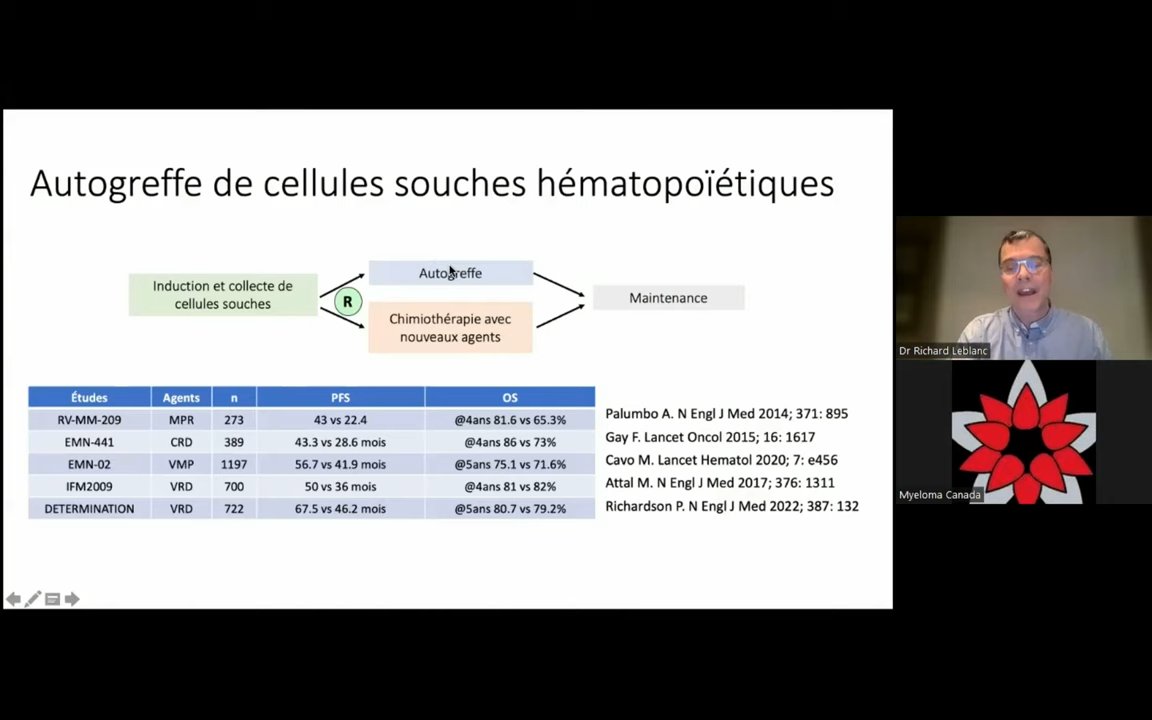 Autogreffe de cellules souches hématopoïétiques
Induction et collecte de
cellules souches
R
Autogreffe
Chimiothérapie avec
nouveaux agents
Maintenance
Études Agents n PFS OS
RV-MM-209 MPR 273 43 vs 22.4 @4ans 81.6 vs 65.3%
EMN-441 CRD 389 43.3 vs 28.6 mois @4ans 86 vs 73%
EMN-02 VMP 1197 56.7 vs 41.9 mois @5ans 75.1 vs 71.6%
IFM2009 VRD 700 50 vs 36 mois @4ans 81 vs 82%
DETERMINATION VRD 722 67.5 vs 46.2 mois @5ans 80.7 vs 79.2%
Palumbo A. N Engl J Med 2014; 371: 895
Gay F. Lancet Oncol 2015; 16: 1617
Cavo M. Lancet Hematol 2020; 7: e456
Attal M. N Engl J Med 2017; 376: 1311
Richardson P. N Engl J Med 2022; 387: 132
Dr Richard Leblanc
Myeloma Canada